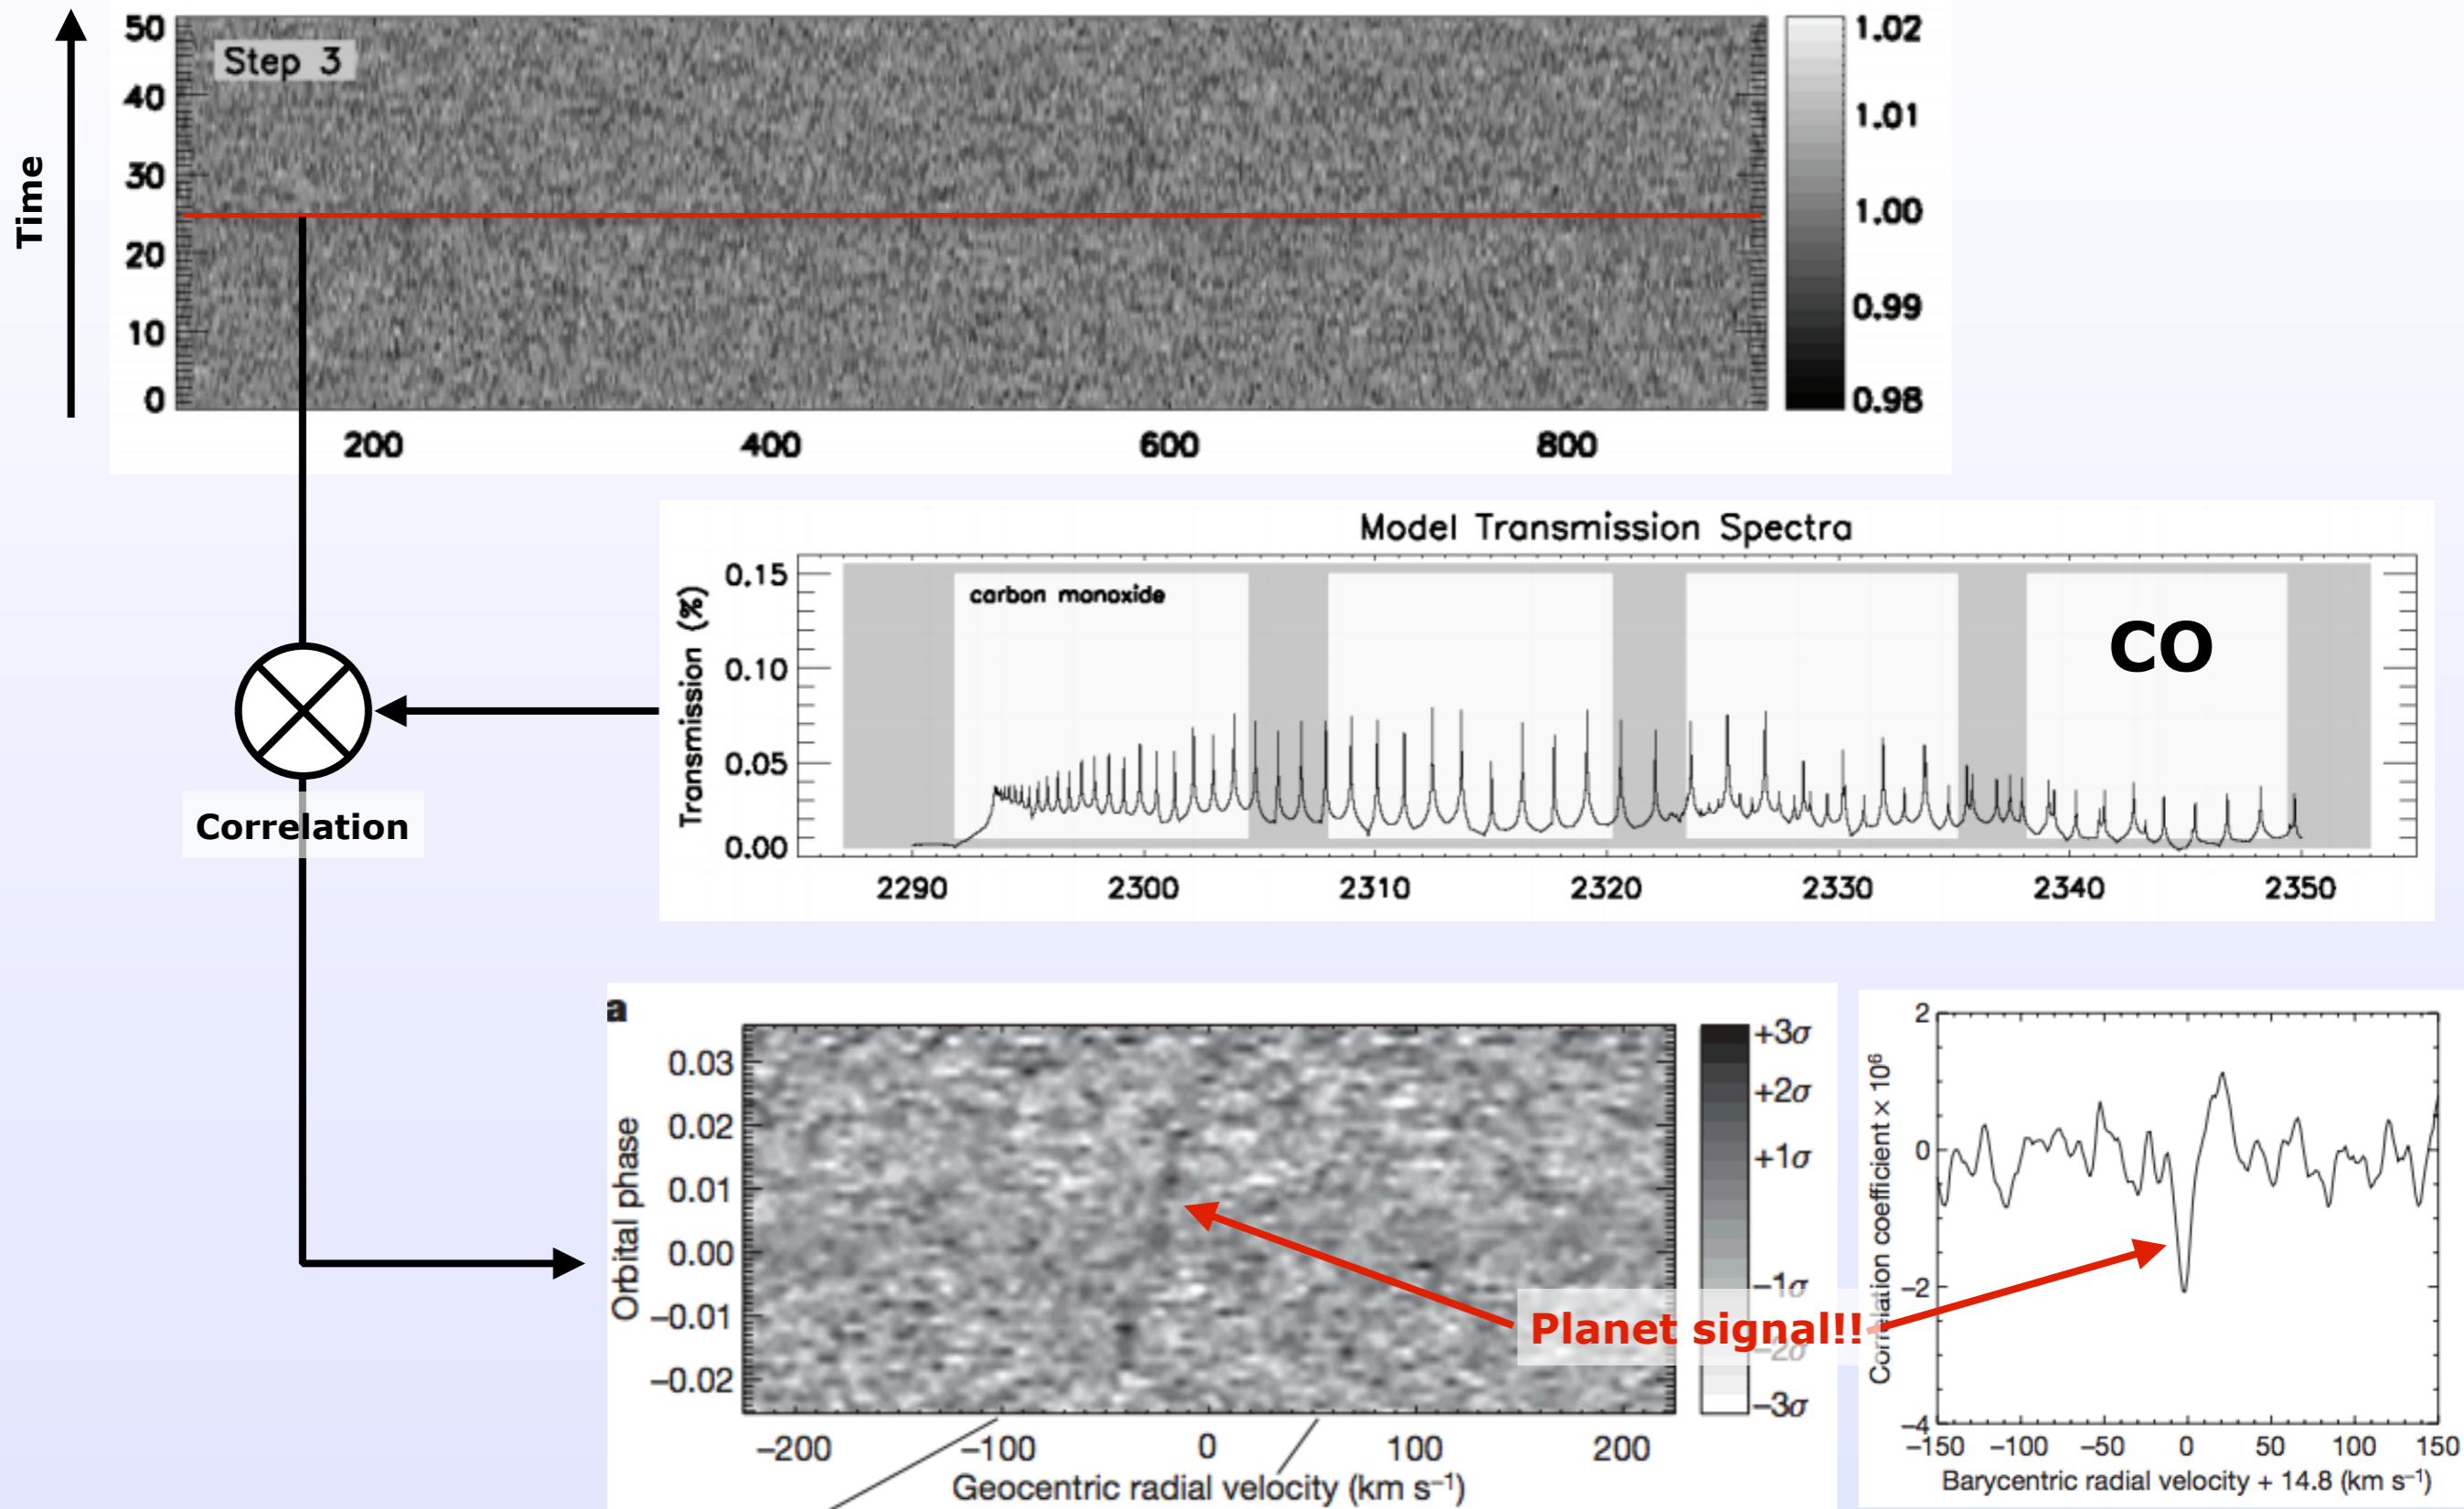 Time
50
40
30
20
10
0
Step 3
200 400 600 800
1.02
1.01
1.00
0.99
0.98
Model Transmission Spectra
Transmission (%)
0.15
0.10
0.05
0.00
carbon monoxide
CO
2290 2300 2310 2320 2330 2340 2350
Correlation
a
Orbital phase
0.03
0.02
0.01
0.00
−0.01
−0.02
−200 −100 0 100 200
Geocentric radial velocity (km s⁻¹)
+3σ
+2σ
+1σ
−1σ
−2σ
−3σ
Planet signal!!
Correlation coefficient × 10⁶
2
0
−2
−4
−150 −100 −50 0 50 100 150
Barycentric radial velocity + 14.8 (km s⁻¹)